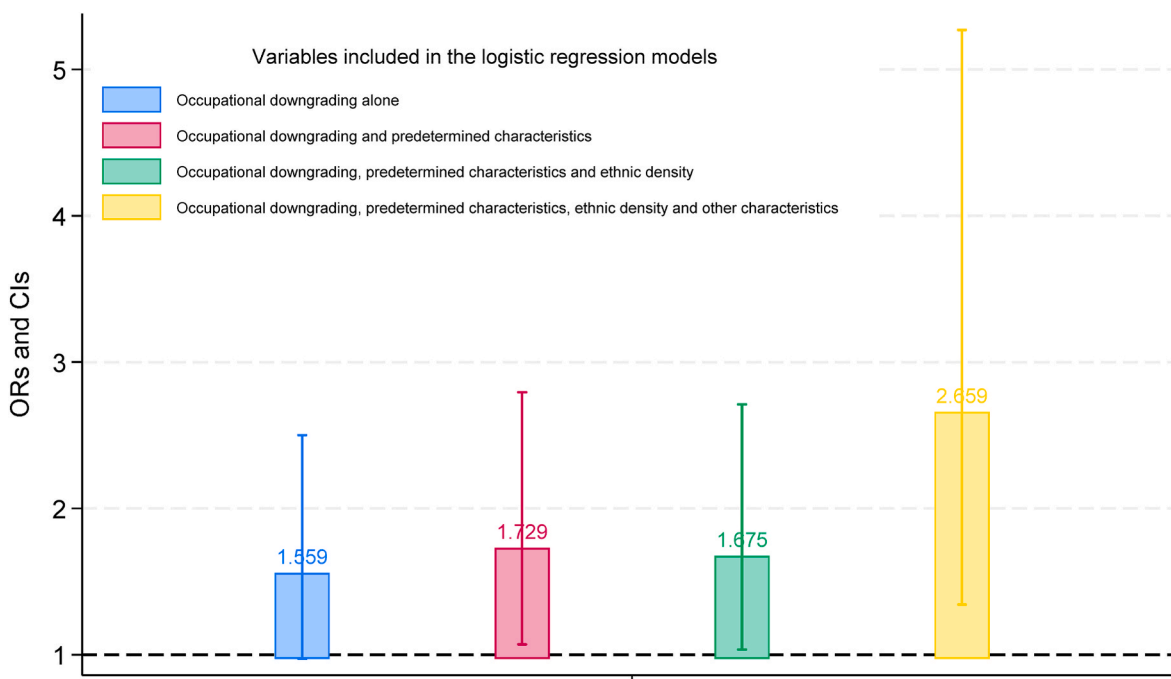 Variables included in the logistic regression models
Occupational downgrading alone
Occupational downgrading and predetermined characteristics
Occupational downgrading, predetermined characteristics and ethnic density
Occupational downgrading, predetermined characteristics, ethnic density and other characteristics
ORs and CIs
5
4
3
2
1
1.559
1.729
1.675
2.659